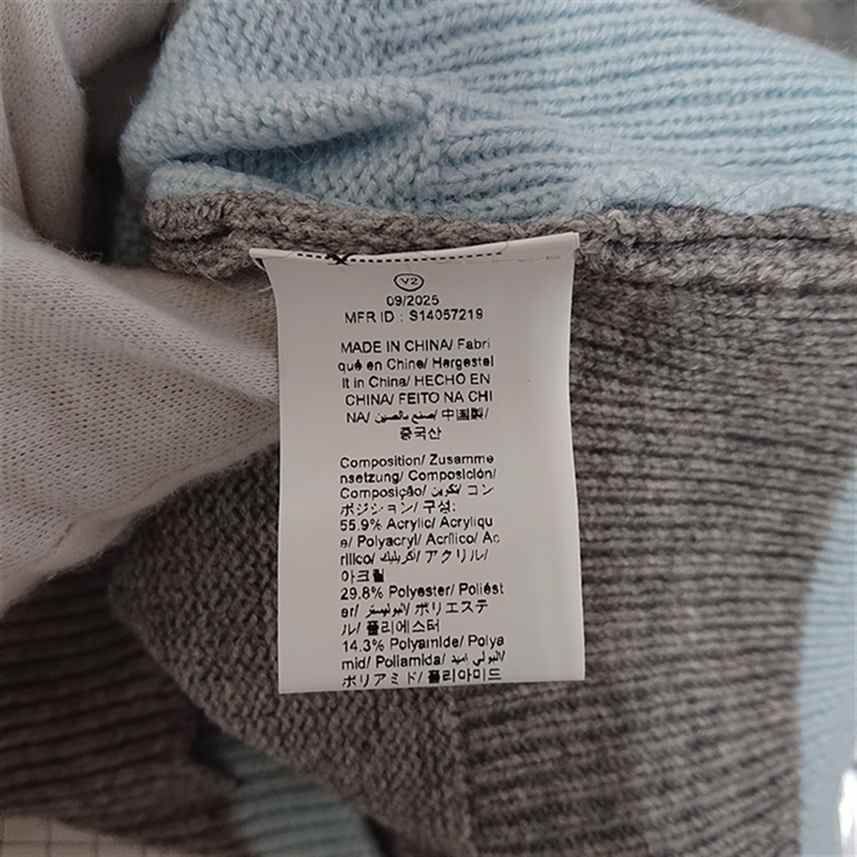 V2
09/2025
MFR ID : S14057219
MADE IN CHINA/ Fabri
qué en Chine/ Hergestel
lt in China/ HECHO EN
CHINA/ FEITO NA CHI
NA/ صنع بالصين/ 中国製/
중국산
Composition/ Zusamme
nsetzung/ Composición/
Composição/ تكوين/ コン
ポジション/ 구성:
55.9% Acrylic/ Acryliqu
e/ Polyacryl/ Acrílico/ Ac
rílico/ أكريليك/ アクリル/
아크릴
29.8% Polyester/ Poliést
er/ البوليستر/ ポリエステ
ル/ 폴리에스터
14.3% Polyamide/ Polya
mid/ Poliamida/ البولي اميد/
ポリアミド/ 폴리아미드